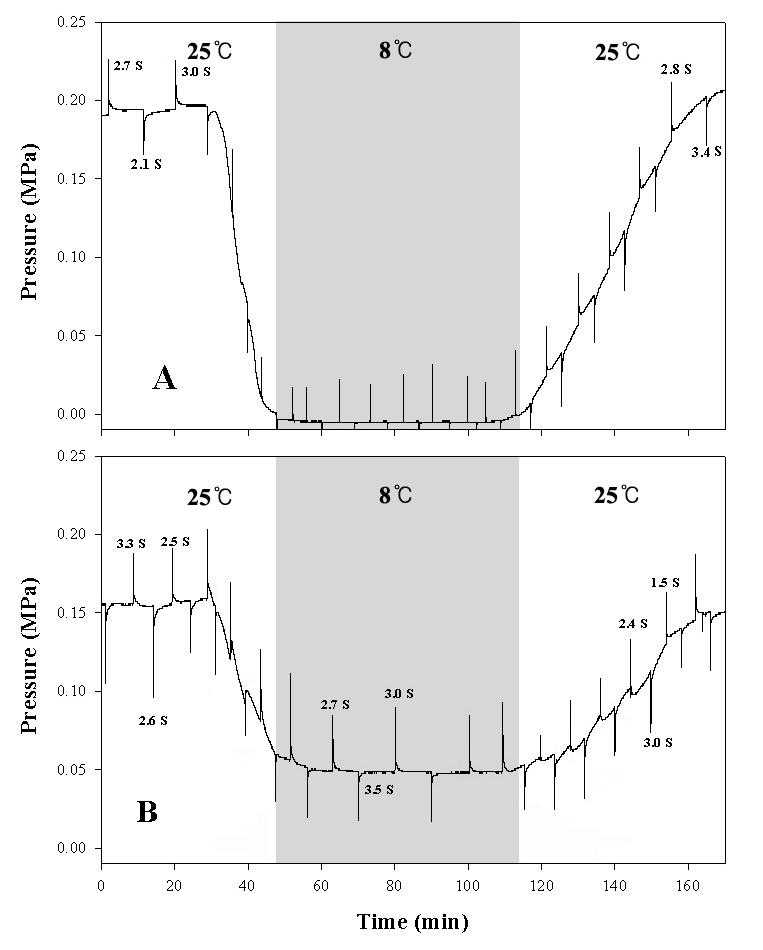 0.25
25℃ 8℃ 25℃
2.7 S 3.0 S 2.8 S
0.20
2.1 S 3.4 S
0.15
Pressure (MPa)
0.10
0.05
A
0.00
0.25
25℃ 8℃ 25℃
0.20
3.3 S 2.5 S
1.5 S
0.15
2.4 S
Pressure (MPa)
0.10
2.7 S 3.0 S
2.6 S
3.0 S
0.05
3.5 S
B
0.00
0 20 40 60 80 100 120 140 160
Time (min)